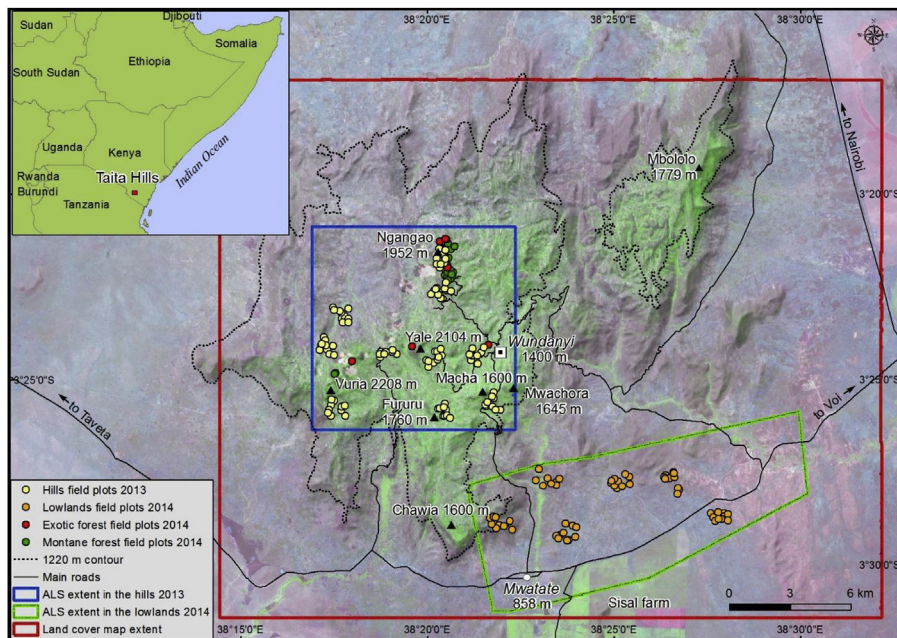 38°20'0"E
38°25'0"E
38°30'0"E
Sudan
Djibouti
Somalia
South Sudan
Ethiopia
Uganda
Kenya
Rwanda
Burundi
Taita Hills
Tanzania
Indian Ocean
to Nairobi
Mbololo
1779 m
3°20'0"S
Ngangao
1952 m
Yale 2104 m
Wundanyi
1400 m
3°25'0"S
Vuria 2208 m
Macha 1600 m
Mwachora
1645 m
Fururu
1760 m
3°25'0"S
to Taveta
to Voi
Chawia 1600 m
3°30'0"S
Mwatate
858 m
Sisal farm
0 3 6 km
Hills field plots 2013
Lowlands field plots 2014
Exotic forest field plots 2014
Montane forest field plots 2014
1220 m contour
Main roads
ALS extent in the hills 2013
ALS extent in the lowlands 2014
Land cover map extent
38°15'0"E
38°20'0"E
38°25'0"E
38°30'0"E